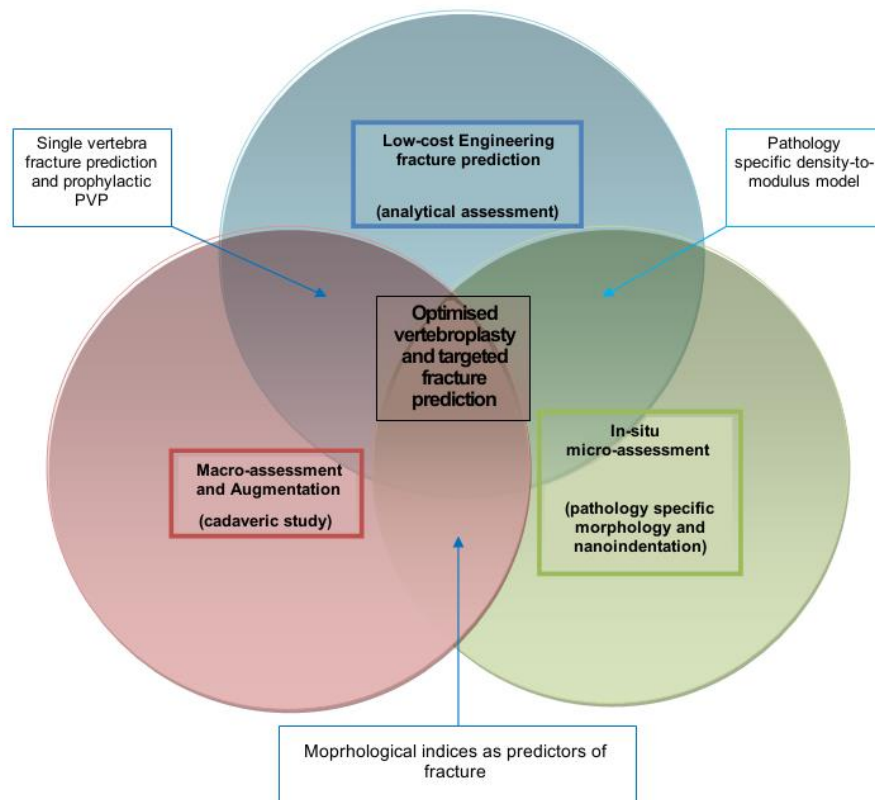 Low-cost Engineering
fracture prediction
(analytical assessment)
Single vertebra
fracture prediction
and prophylactic
PVP
Pathology
specific density-to-
modulus model
Optimised
vertebroplasty
and targeted
fracture
prediction
Macro-assessment
and Augmentation
(cadaveric study)
In-situ
micro-assessment
(pathology specific
morphology and
nanoindentation)
Moprhological indices as predictors of
fracture